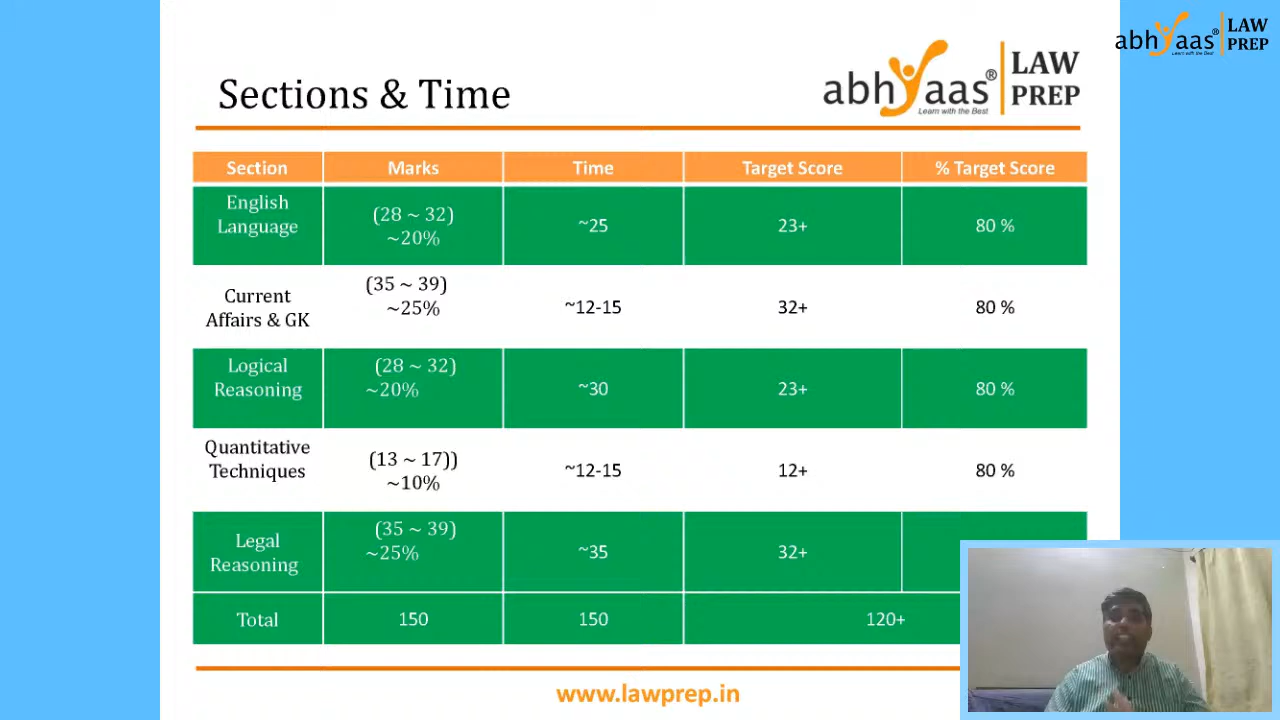 abhyaas® LAW PREP
Learn with the Best
Sections & Time
abhyaas® LAW
PREP
Learn with the Best
Section Marks Time Target Score % Target Score
English
Language
(28 ~ 32)
~20%
~25
23+
80 %
Current
Affairs & GK
(35 ~ 39)
~25%
~12-15
32+
80 %
Logical
Reasoning
(28 ~ 32)
~20%
~30
23+
80 %
Quantitative
Techniques
(13 ~ 17))
~10%
~12-15
12+
80 %
Legal
Reasoning
(35 ~ 39)
~25%
~35
32+
Total 150 150 120+
www.lawprep.in